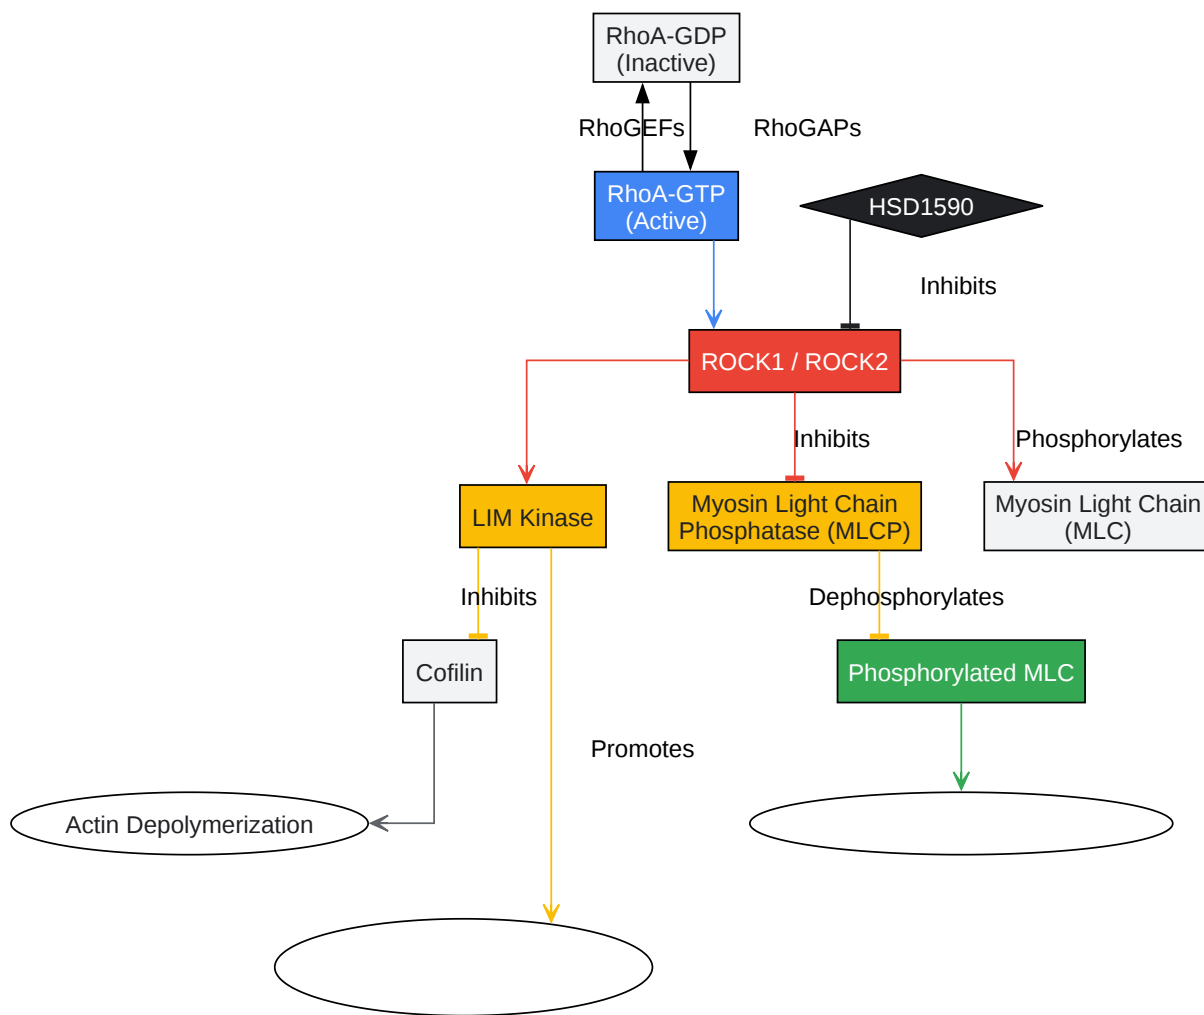 RhoA-GDP
(Inactive)
RhoGEFs
RhoGAPs
RhoA-GTP
(Active)
HSD1590
Inhibits
ROCK1 / ROCK2
Inhibits
Phosphorylates
LIM Kinase
Myosin Light Chain
Phosphatase (MLCP)
Myosin Light Chain
(MLC)
Inhibits
Dephosphorylates
Cofilin
Phosphorylated MLC
Promotes
Actin Depolymerization